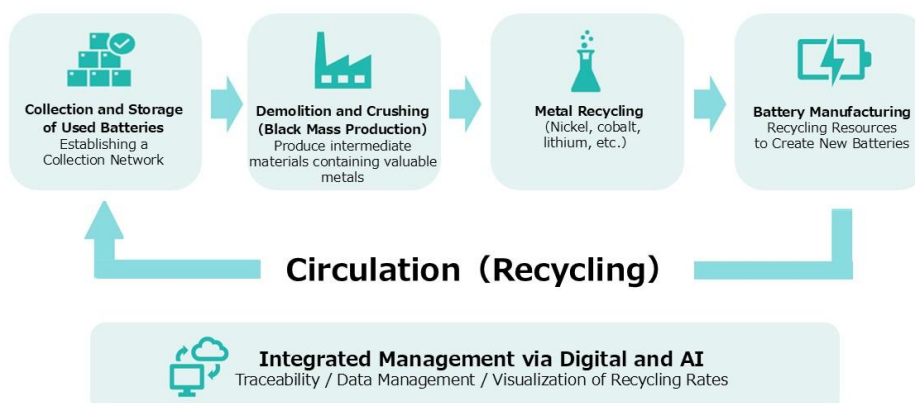 Collection and Storage
of Used Batteries
Establishing a
Collection Network
Demolition and Crushing
(Black Mass Production)
Produce intermediate
materials containing valuable
metals
Metal Recycling
(Nickel, cobalt,
lithium, etc.)
Battery Manufacturing
Recycling Resources
to Create New Batteries
Circulation（Recycling）
Integrated Management via Digital and AI
Traceability / Data Management / Visualization of Recycling Rates